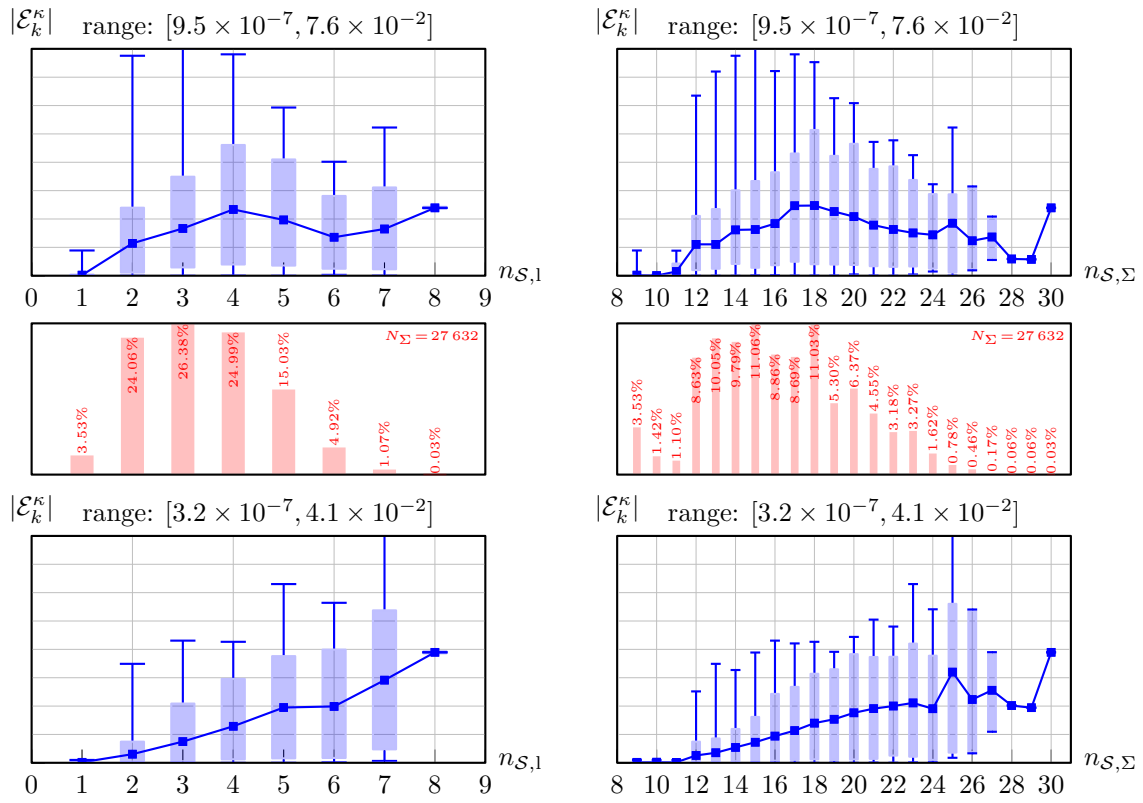 |𝓔_k^κ| range: [9.5 × 10^-7, 7.6 × 10^-2]
n_𝒮,1
0 1 2 3 4 5 6 7 8 9
|𝓔_k^κ| range: [9.5 × 10^-7, 7.6 × 10^-2]
n_𝒮,Σ
8 10 12 14 16 18 20 22 24 26 28 30
N_Σ = 27 632
3.53% 24.06% 26.38% 24.99% 15.03% 4.92% 1.07% 0.03%
N_Σ = 27 632
3.53% 1.42% 1.10% 8.63% 10.05% 9.79% 11.06% 8.86% 8.69% 11.03% 5.30% 6.37% 4.55% 3.18% 3.27% 1.62% 0.78% 0.46% 0.17% 0.06% 0.06% 0.03%
|𝓔_k^κ| range: [3.2 × 10^-7, 4.1 × 10^-2]
n_𝒮,1
0 1 2 3 4 5 6 7 8 9
|𝓔_k^κ| range: [3.2 × 10^-7, 4.1 × 10^-2]
n_𝒮,Σ
8 10 12 14 16 18 20 22 24 26 28 30